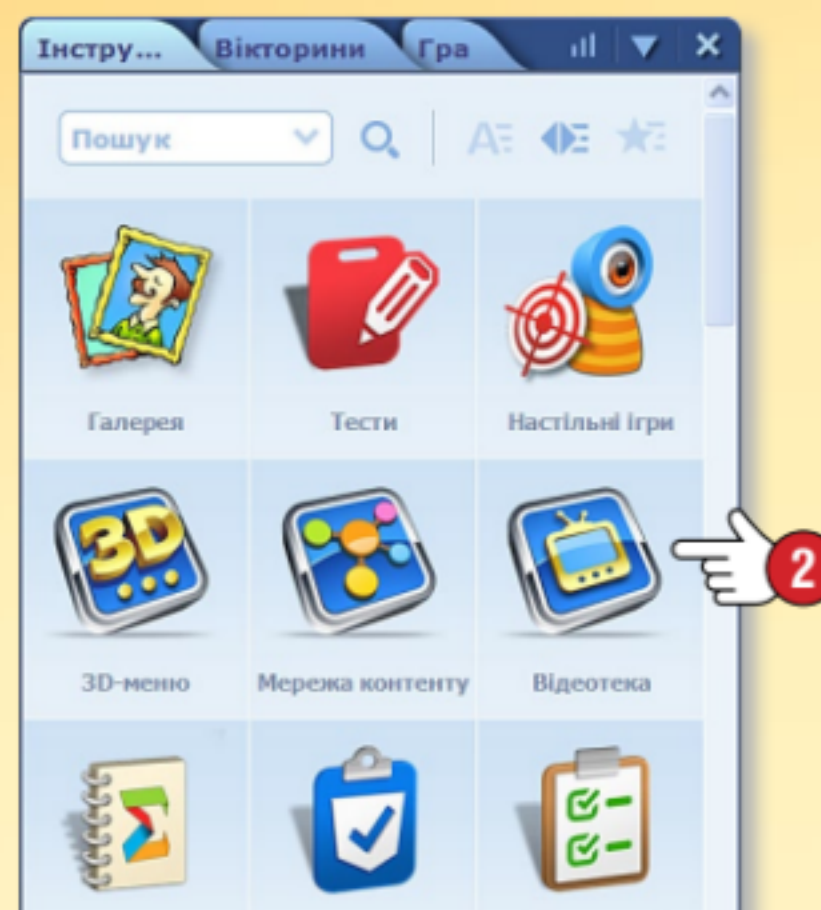 Інстру... Вікторини Гра
Пошук
Галерея Тести Настільні ігри
3D
2
3D-меню Мережа контенту Відеотека